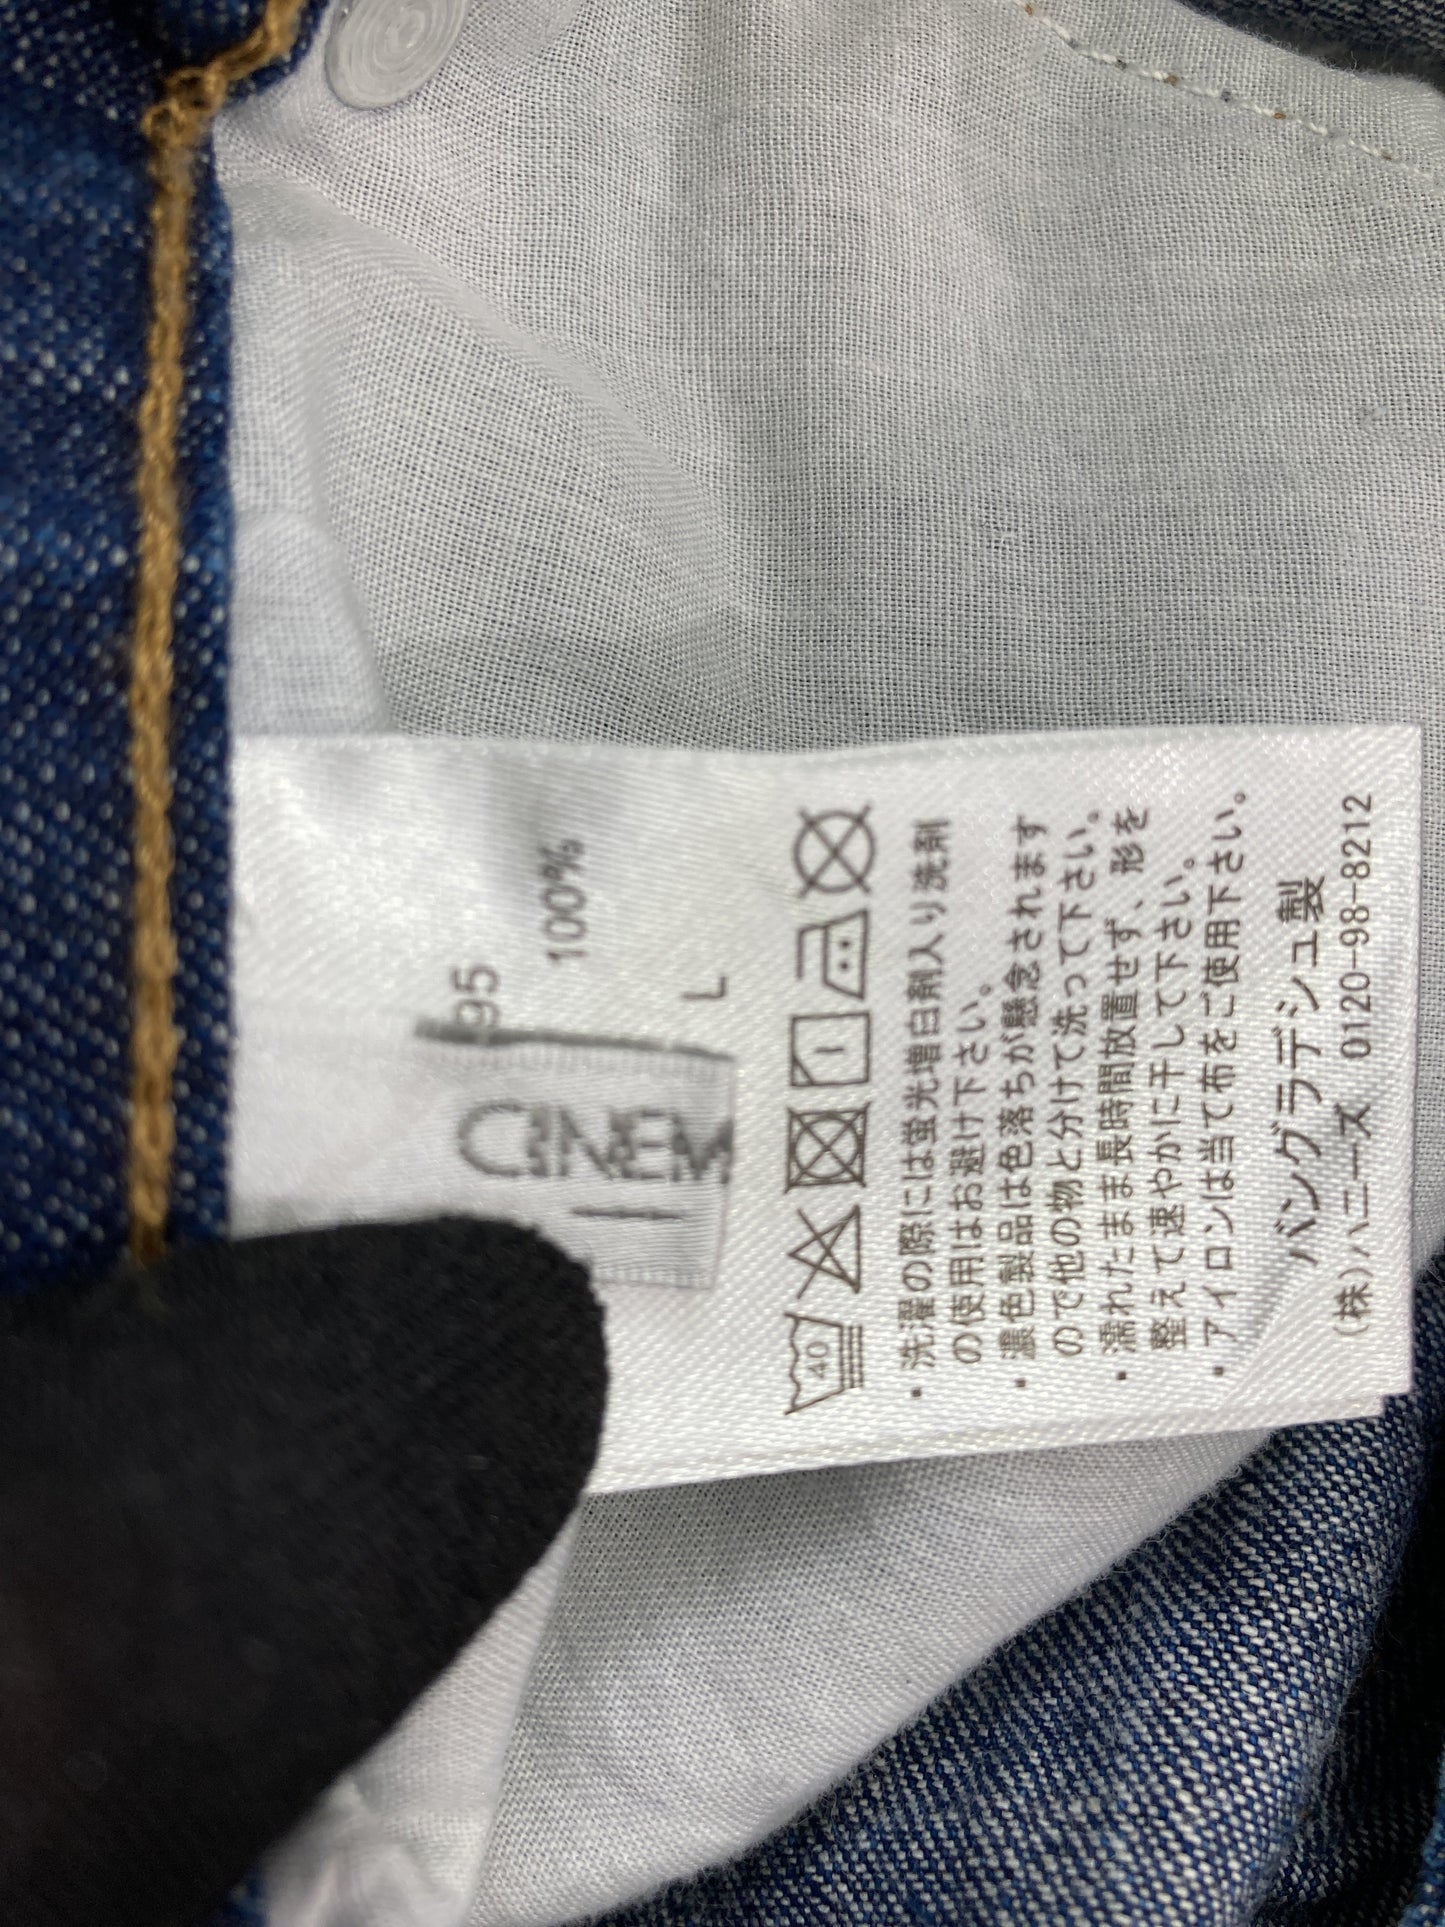 95
100%
L
40
・洗濯の際には蛍光増白剤入り洗剤
の使用はお避け下さい。
・濃色製品は色落ちが懸念されます
ので他の物と分けて洗って下さい。
・濡れたまま長時間放置せず、形を
整えて速やかに干して下さい。
・アイロンは当て布をご使用下さい。
バングラデシュ製
(株)ハニーズ 0120-98-8212